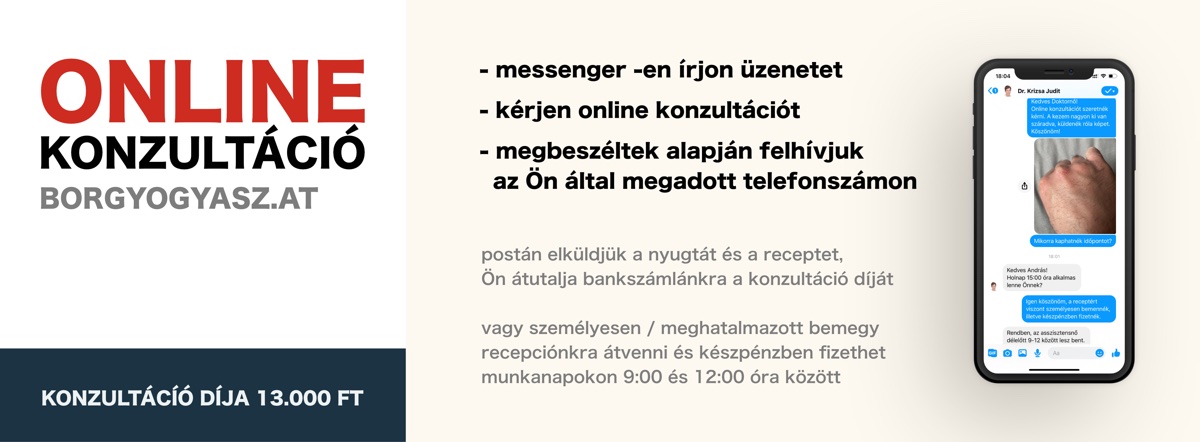 ONLINE
KONZULTÁCIÓ
BORGYOGYASZ.AT
KONZULTÁCÍÓ DÍJA 13.000 FT
- messenger -en írjon üzenetet
- kérjen online konzultációt
- megbeszéltek alapján felhívjuk
az Ön által megadott telefonszámon
postán elküldjük a nyugtát és a receptet,
Ön átutalja bankszámlánkra a konzultáció díját
vagy személyesen / meghatalmazott bemegy
recepciónkra átvenni és készpénzben fizethet
munkanapokon 9:00 és 12:00 óra között
18:04
Dr. Krizsa Judit
Kedves Doktornő!
Online konzultációt szeretnék
kérni. A kezem nagyon ki van
száradva, küldenék róla képet.
Köszönöm!
Mikorra kaphatnék időpontot?
18:01
Kedves András!
Holnap 15:00 óra alkalmas
lenne Önnek?
Igen köszönöm, a receptért
viszont személyesen bemennék,
illetve készpénzben fizetnék.
Rendben, az asszisztensnő
délelőtt 9-12 között lesz bent.
GIF
Aa